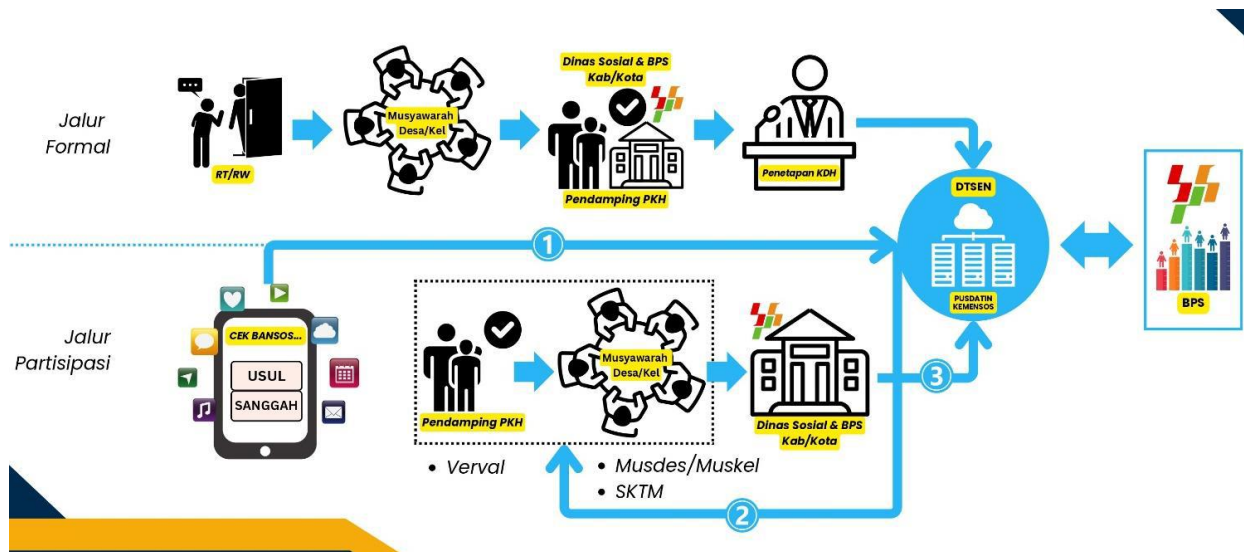 Jalur
Formal
RT/RW
Musyawarah
Desa/Kel
Dinas Sosial & BPS
Kab/Kota
Pendamping PKH
Penetapan KDH
DTSEN
PUSDATIN
KEMENSOS
BPS
1
Jalur
Partisipasi
CEK BANSOS...
USUL
SANGGAH
Pendamping PKH
Musyawarah
Desa/Kel
Dinas Sosial & BPS
Kab/Kota
3
• Verval
• Musdes/Muskel
• SKTM
2